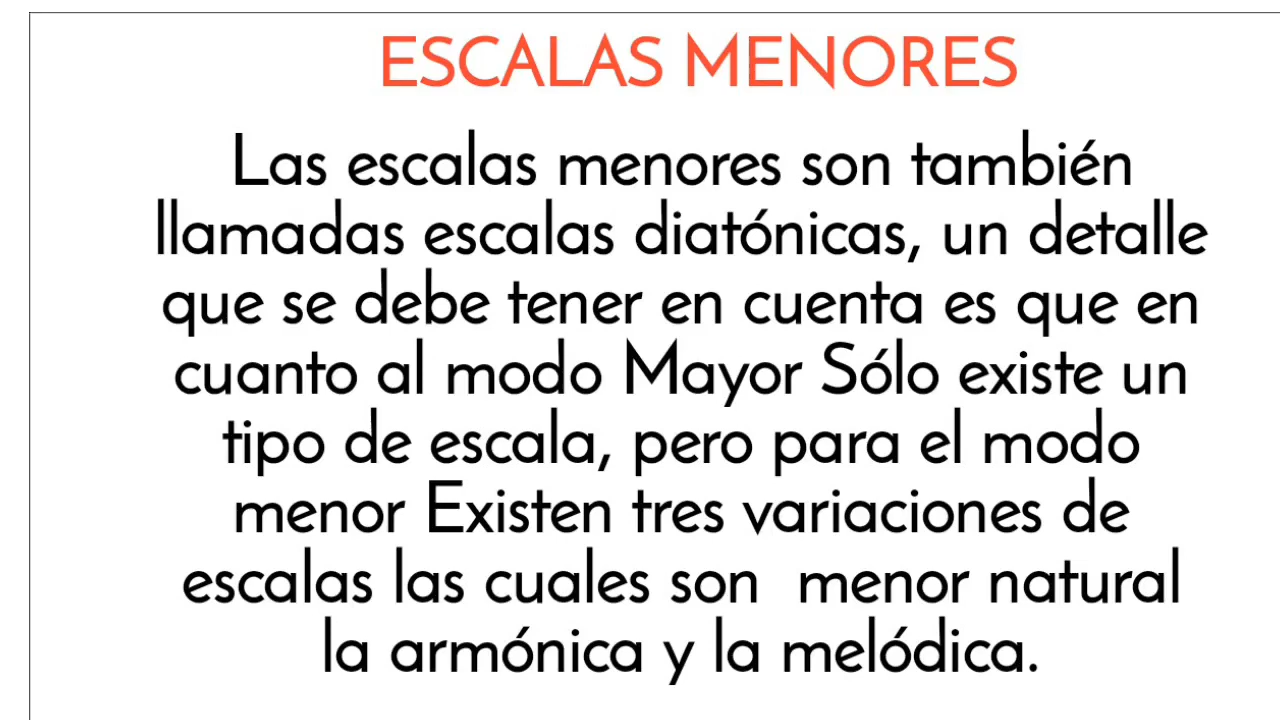 ESCALAS MENORES
Las escalas menores son también
llamadas escalas diatónicas, un detalle
que se debe tener en cuenta es que en
cuanto al modo Mayor Sólo existe un
tipo de escala, pero para el modo
menor Existen tres variaciones de
escalas las cuales son  menor natural
la armónica y la melódica.